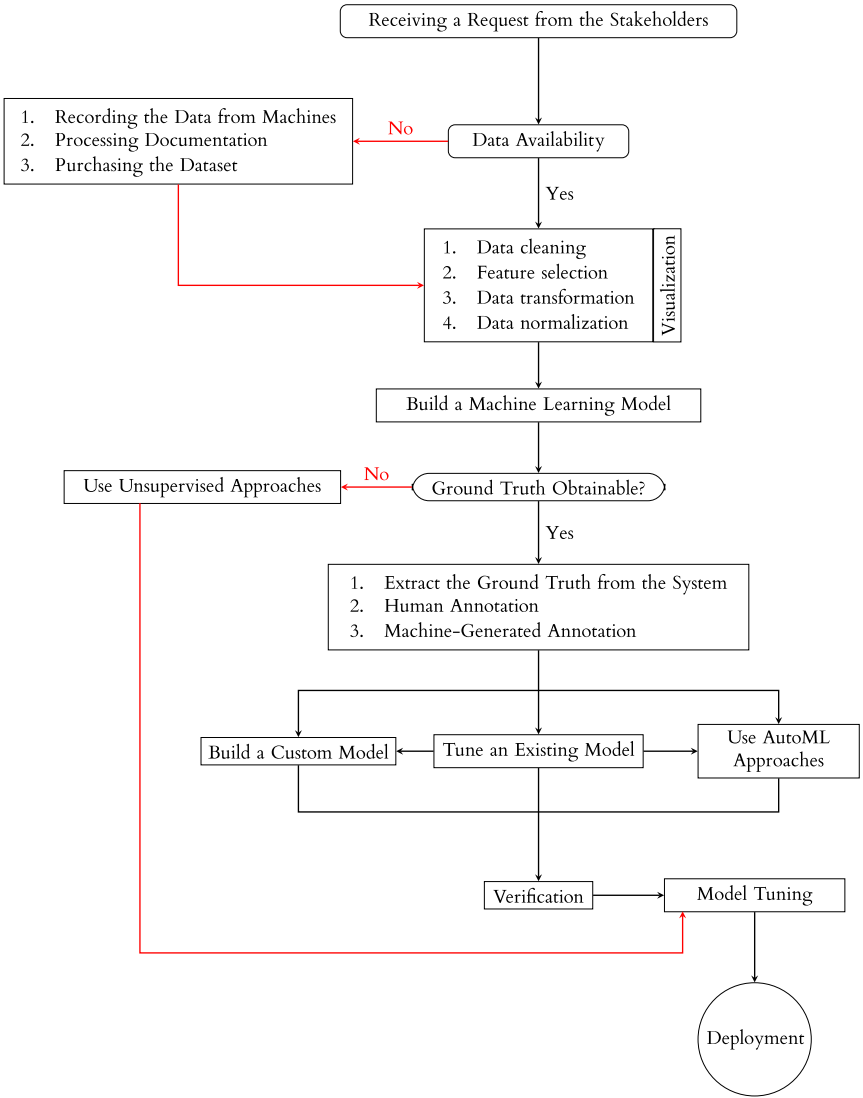 Receiving a Request from the Stakeholders
1. Recording the Data from Machines
2. Processing Documentation
3. Purchasing the Dataset
No
Data Availability
Yes
1. Data cleaning
2. Feature selection
3. Data transformation
4. Data normalization
Visualization
Build a Machine Learning Model
Use Unsupervised Approaches
No
Ground Truth Obtainable?
Yes
1. Extract the Ground Truth from the System
2. Human Annotation
3. Machine-Generated Annotation
Build a Custom Model
Tune an Existing Model
Use AutoML
Approaches
Verification
Model Tuning
Deployment